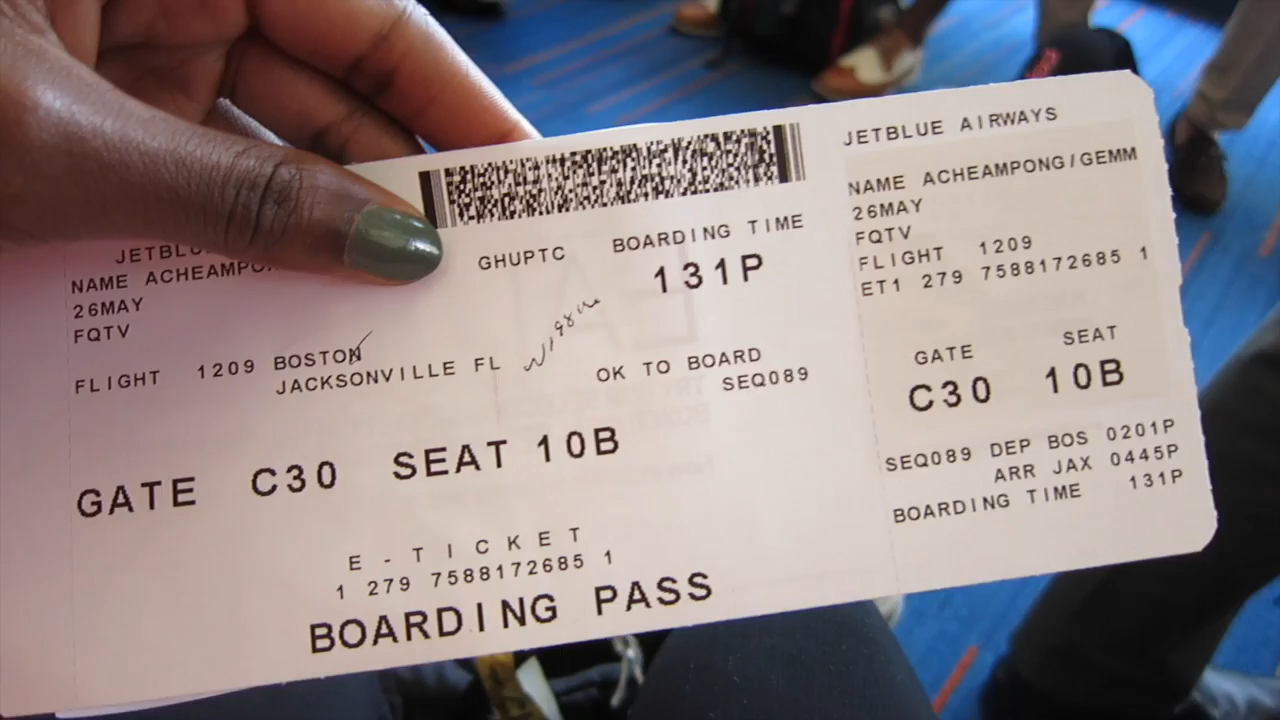 JETBLUE AIRWAYS
NAME ACHEAMPONG/GEMM
26MAY
FQTV
FLIGHT 1209
ET1 279 7588172685 1
GATE SEAT
C30 10B
SEQ089 DEP BOS 0201P
ARR JAX 0445P
BOARDING TIME 131P
JETBLU
NAME ACHEAMPO
26MAY
FQTV
GHUPTC BOARDING TIME
131P
FLIGHT 1209 BOSTON
JACKSONVILLE FL
OK TO BOARD
SEQ089
GATE C30 SEAT 10B
E-TICKET
1 279 7588172685 1
BOARDING PASS